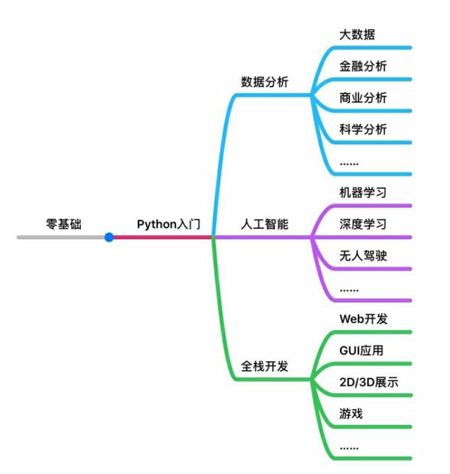 零基础
Python入门
数据分析
大数据
金融分析
商业分析
科学分析
……
人工智能
机器学习
深度学习
无人驾驶
……
全栈开发
Web开发
GUI应用
2D/3D展示
游戏
……